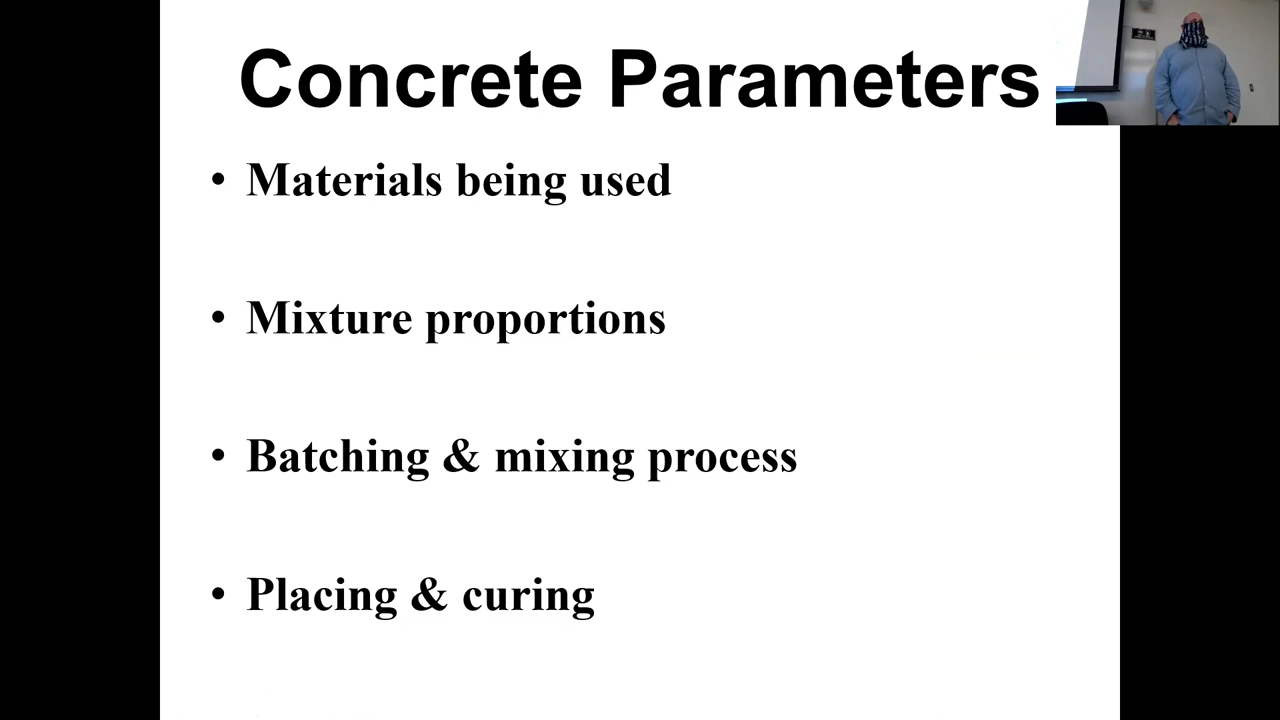 Concrete Parameters
• Materials being used
• Mixture proportions
• Batching & mixing process
• Placing & curing